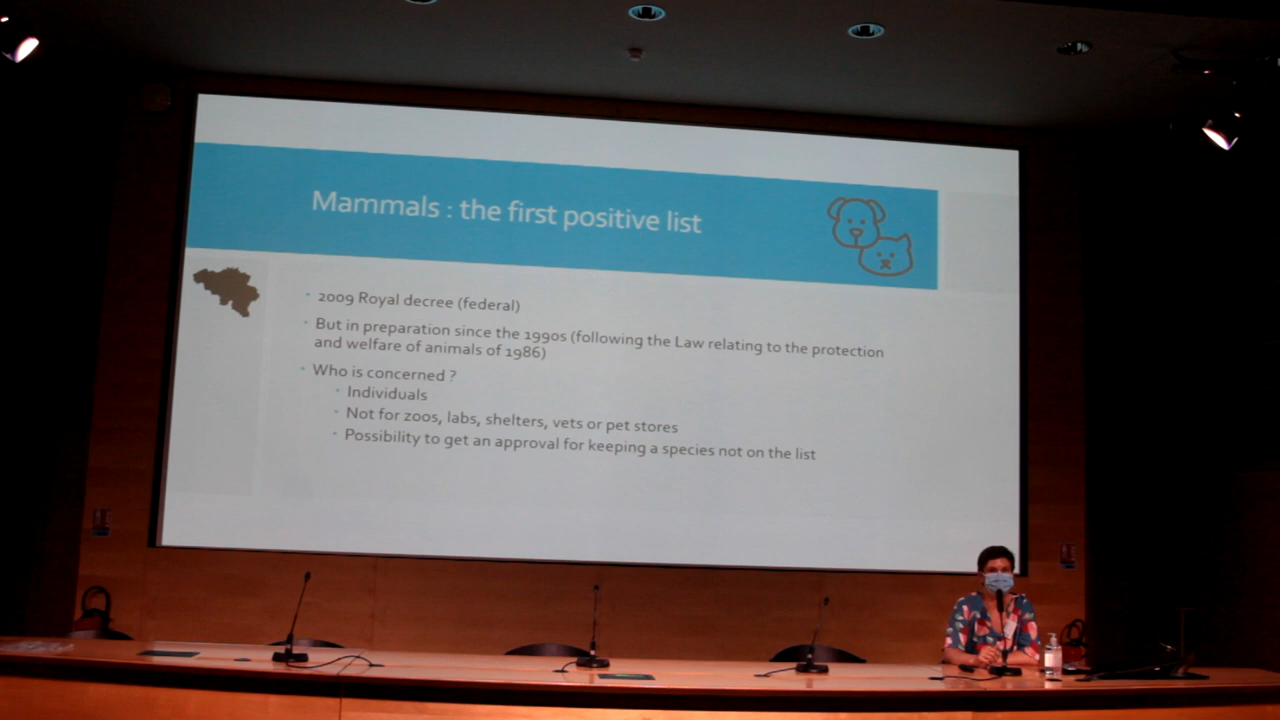 Mammals : the first positive list
2009 Royal decree (federal)
But in preparation since the 1990s (following the Law relating to the protection
and welfare of animals of 1986)
Who is concerned ?
Individuals
Not for zoos, labs, shelters, vets or pet stores
Possibility to get an approval for keeping a species not on the list